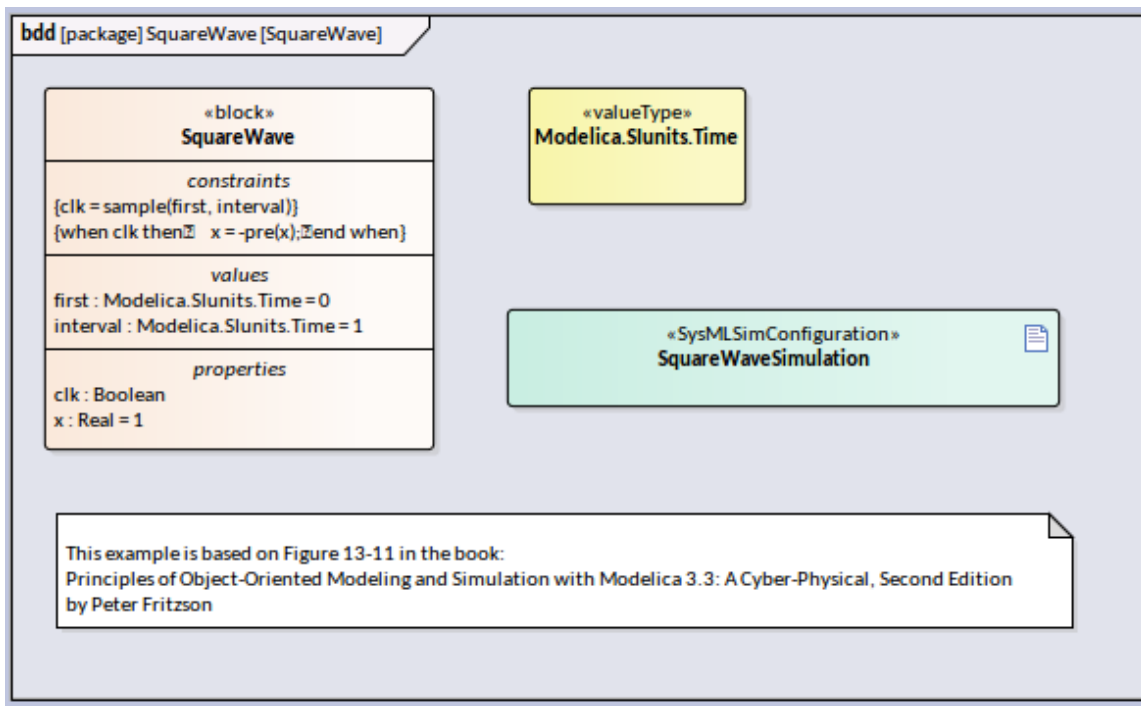 bdd [package] SquareWave [SquareWave]
«block»
SquareWave
constraints
{clk = sample(first, interval)}
{when clk then⍰   x = -pre(x);⍰end when}
values
first : Modelica.SIunits.Time = 0
interval : Modelica.SIunits.Time = 1
properties
clk : Boolean
x : Real = 1
«valueType»
Modelica.SIunits.Time
«SysMLSimConfiguration»
SquareWaveSimulation
This example is based on Figure 13-11 in the book:
Principles of Object-Oriented Modeling and Simulation with Modelica 3.3: A Cyber-Physical, Second Edition
by Peter Fritzson